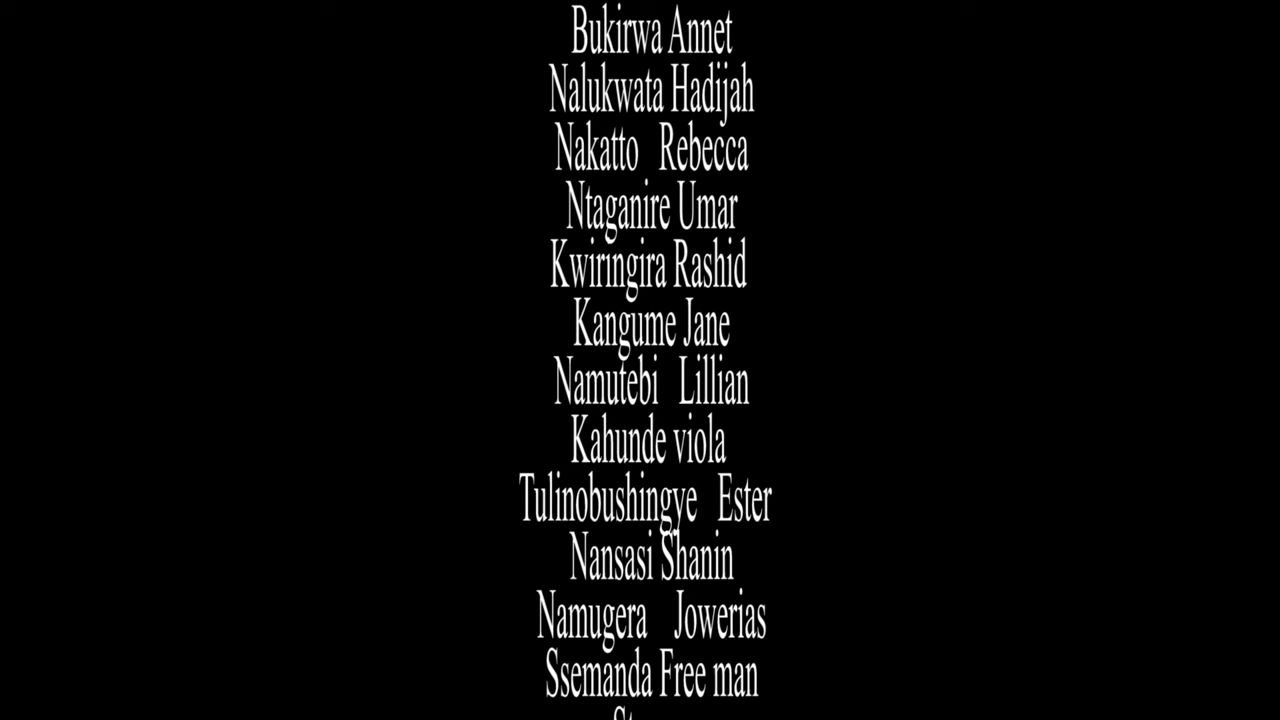 Bukirwa Annet
Nalukwata Hadijah
Nakatto Rebecca
Ntaganire Umar
Kwiringira Rashid
Kangume Jane
Namutebi Lillian
Kahunde viola
Tulinobushingye Ester
Nansasi Shanin
Namugera Jowerias
Ssemanda Free man